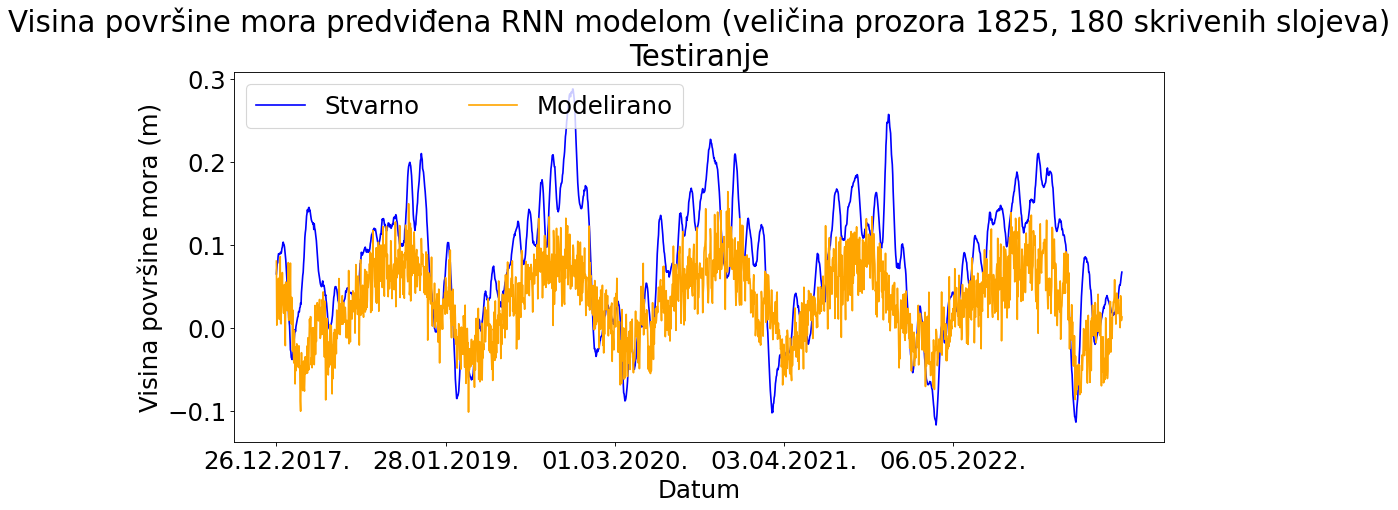 Visina površine mora predviđena RNN modelom (veličina prozora 1825, 180 skrivenih slojeva)
Testiranje
Stvarno
Modelirano
Visina površine mora (m)
0.3
0.2
0.1
0.0
−0.1
26.12.2017.
28.01.2019.
01.03.2020.
03.04.2021.
06.05.2022.
Datum